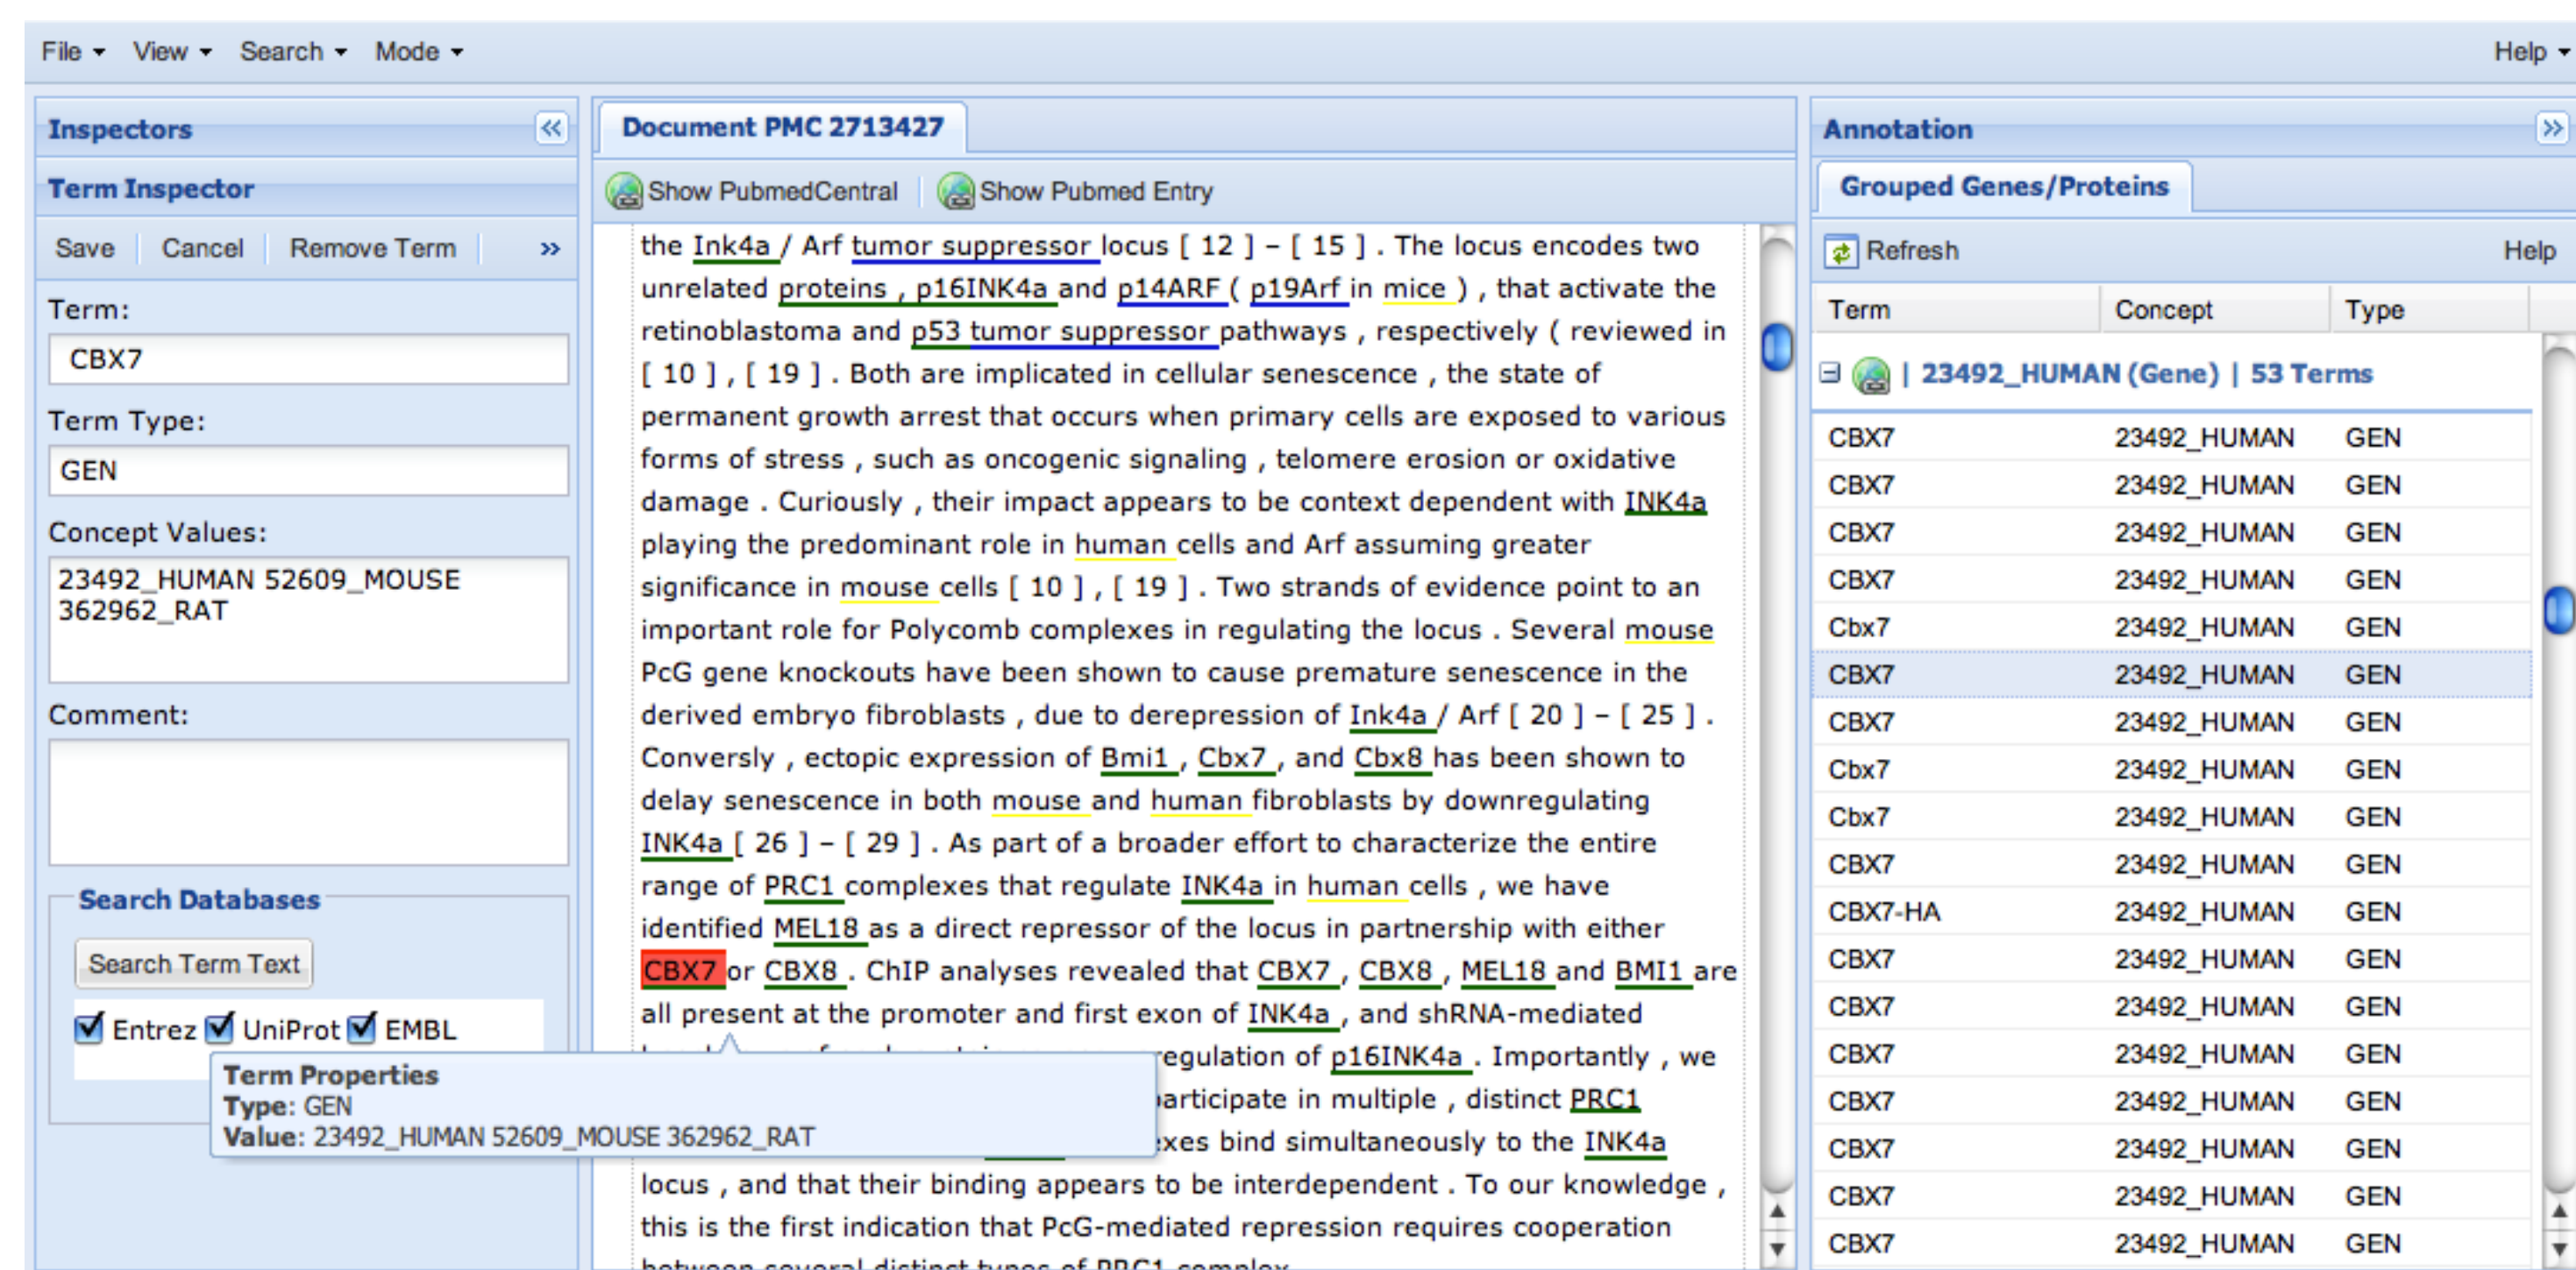 File View Search Mode Help
Inspectors
Term Inspector
Save Cancel Remove Term »
Term:
CBX7
Term Type:
GEN
Concept Values:
23492_HUMAN 52609_MOUSE
362962_RAT
Comment:
Search Databases
Search Term Text
Entrez UniProt EMBL
Term Properties
Type: GEN
Value: 23492_HUMAN 52609_MOUSE 362962_RAT
Document PMC 2713427
Show PubmedCentral Show Pubmed Entry
the Ink4a / Arf tumor suppressor locus [ 12 ] – [ 15 ] . The locus encodes two
unrelated proteins , p16INK4a and p14ARF ( p19Arf in mice ) , that activate the
retinoblastoma and p53 tumor suppressor pathways , respectively ( reviewed in
[ 10 ] , [ 19 ] . Both are implicated in cellular senescence , the state of
permanent growth arrest that occurs when primary cells are exposed to various
forms of stress , such as oncogenic signaling , telomere erosion or oxidative
damage . Curiously , their impact appears to be context dependent with INK4a
playing the predominant role in human cells and Arf assuming greater
significance in mouse cells [ 10 ] , [ 19 ] . Two strands of evidence point to an
important role for Polycomb complexes in regulating the locus . Several mouse
PcG gene knockouts have been shown to cause premature senescence in the
derived embryo fibroblasts , due to derepression of Ink4a / Arf [ 20 ] – [ 25 ] .
Conversly , ectopic expression of Bmi1 , Cbx7 , and Cbx8 has been shown to
delay senescence in both mouse and human fibroblasts by downregulating
INK4a [ 26 ] – [ 29 ] . As part of a broader effort to characterize the entire
range of PRC1 complexes that regulate INK4a in human cells , we have
identified MEL18 as a direct repressor of the locus in partnership with either
CBX7 or CBX8 . ChIP analyses revealed that CBX7 , CBX8 , MEL18 and BMI1 are
all present at the promoter and first exon of INK4a , and shRNA-mediated
regulation of p16INK4a . Importantly , we
articipate in multiple , distinct PRC1
xes bind simultaneously to the INK4a
locus , and that their binding appears to be interdependent . To our knowledge ,
this is the first indication that PcG-mediated repression requires cooperation
between several distinct types of PRC1 complex
Annotation
Grouped Genes/Proteins
Refresh Help
Term Concept Type
| 23492_HUMAN (Gene) | 53 Terms
CBX7 23492_HUMAN GEN
CBX7 23492_HUMAN GEN
CBX7 23492_HUMAN GEN
CBX7 23492_HUMAN GEN
Cbx7 23492_HUMAN GEN
CBX7 23492_HUMAN GEN
CBX7 23492_HUMAN GEN
Cbx7 23492_HUMAN GEN
Cbx7 23492_HUMAN GEN
CBX7 23492_HUMAN GEN
CBX7-HA 23492_HUMAN GEN
CBX7 23492_HUMAN GEN
CBX7 23492_HUMAN GEN
CBX7 23492_HUMAN GEN
CBX7 23492_HUMAN GEN
CBX7 23492_HUMAN GEN
CBX7 23492_HUMAN GEN
CBX7 23492_HUMAN GEN